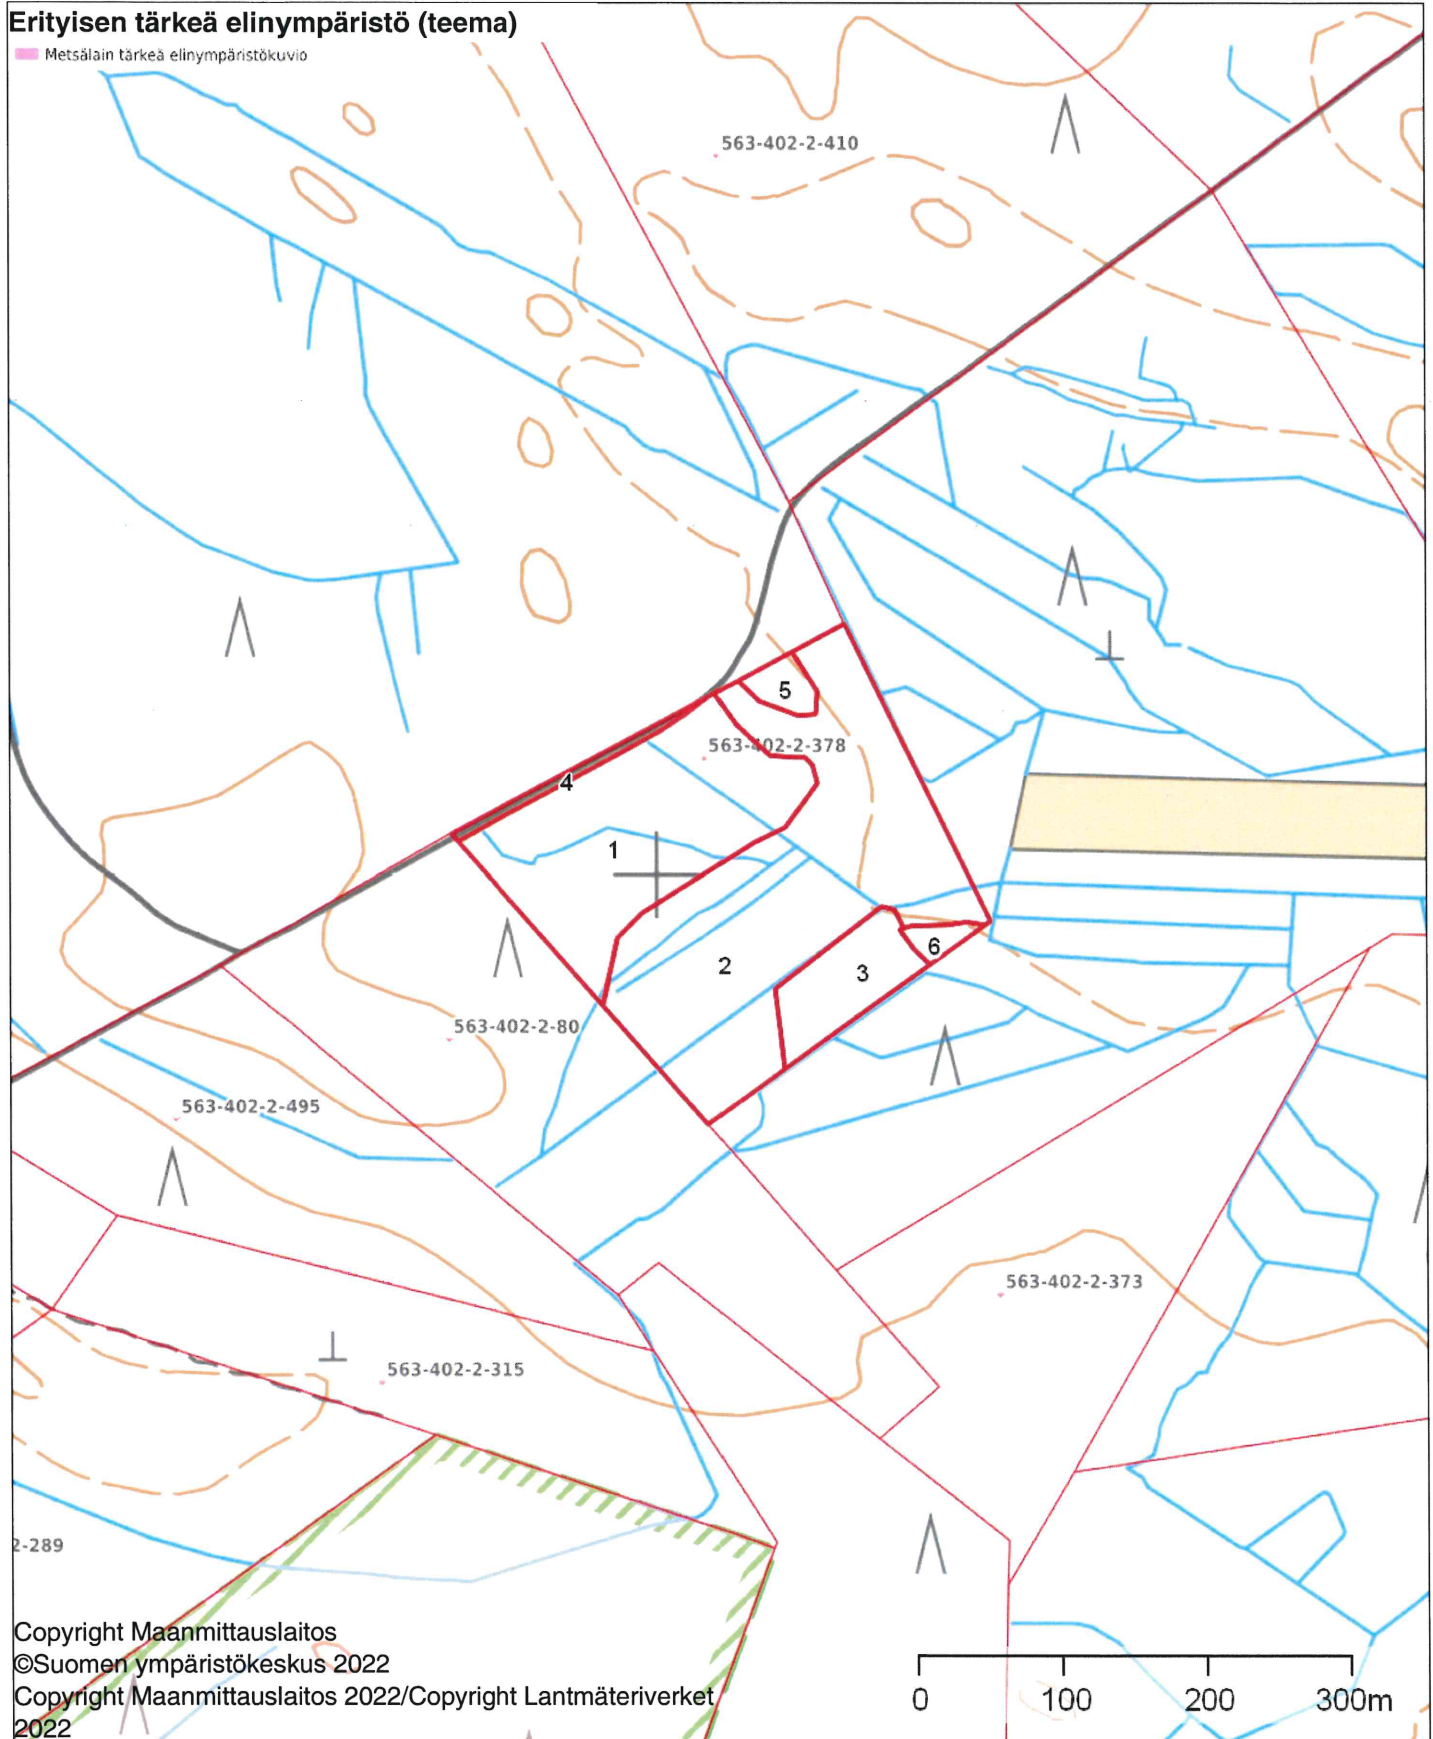 Erityisen tärkeä elinympäristö (teema)
Metsälain tärkeä elinympäristökuvio
563-402-2-410
5
563-402-2-378
4
1
6
2
3
563-402-2-80
563-402-2-495
563-402-2-373
563-402-2-315
2-289
Copyright Maanmittauslaitos
©Suomen ympäristökeskus 2022
Copyright Maanmittauslaitos 2022/Copyright Lantmäteriverket
2022
0 100 200 300m